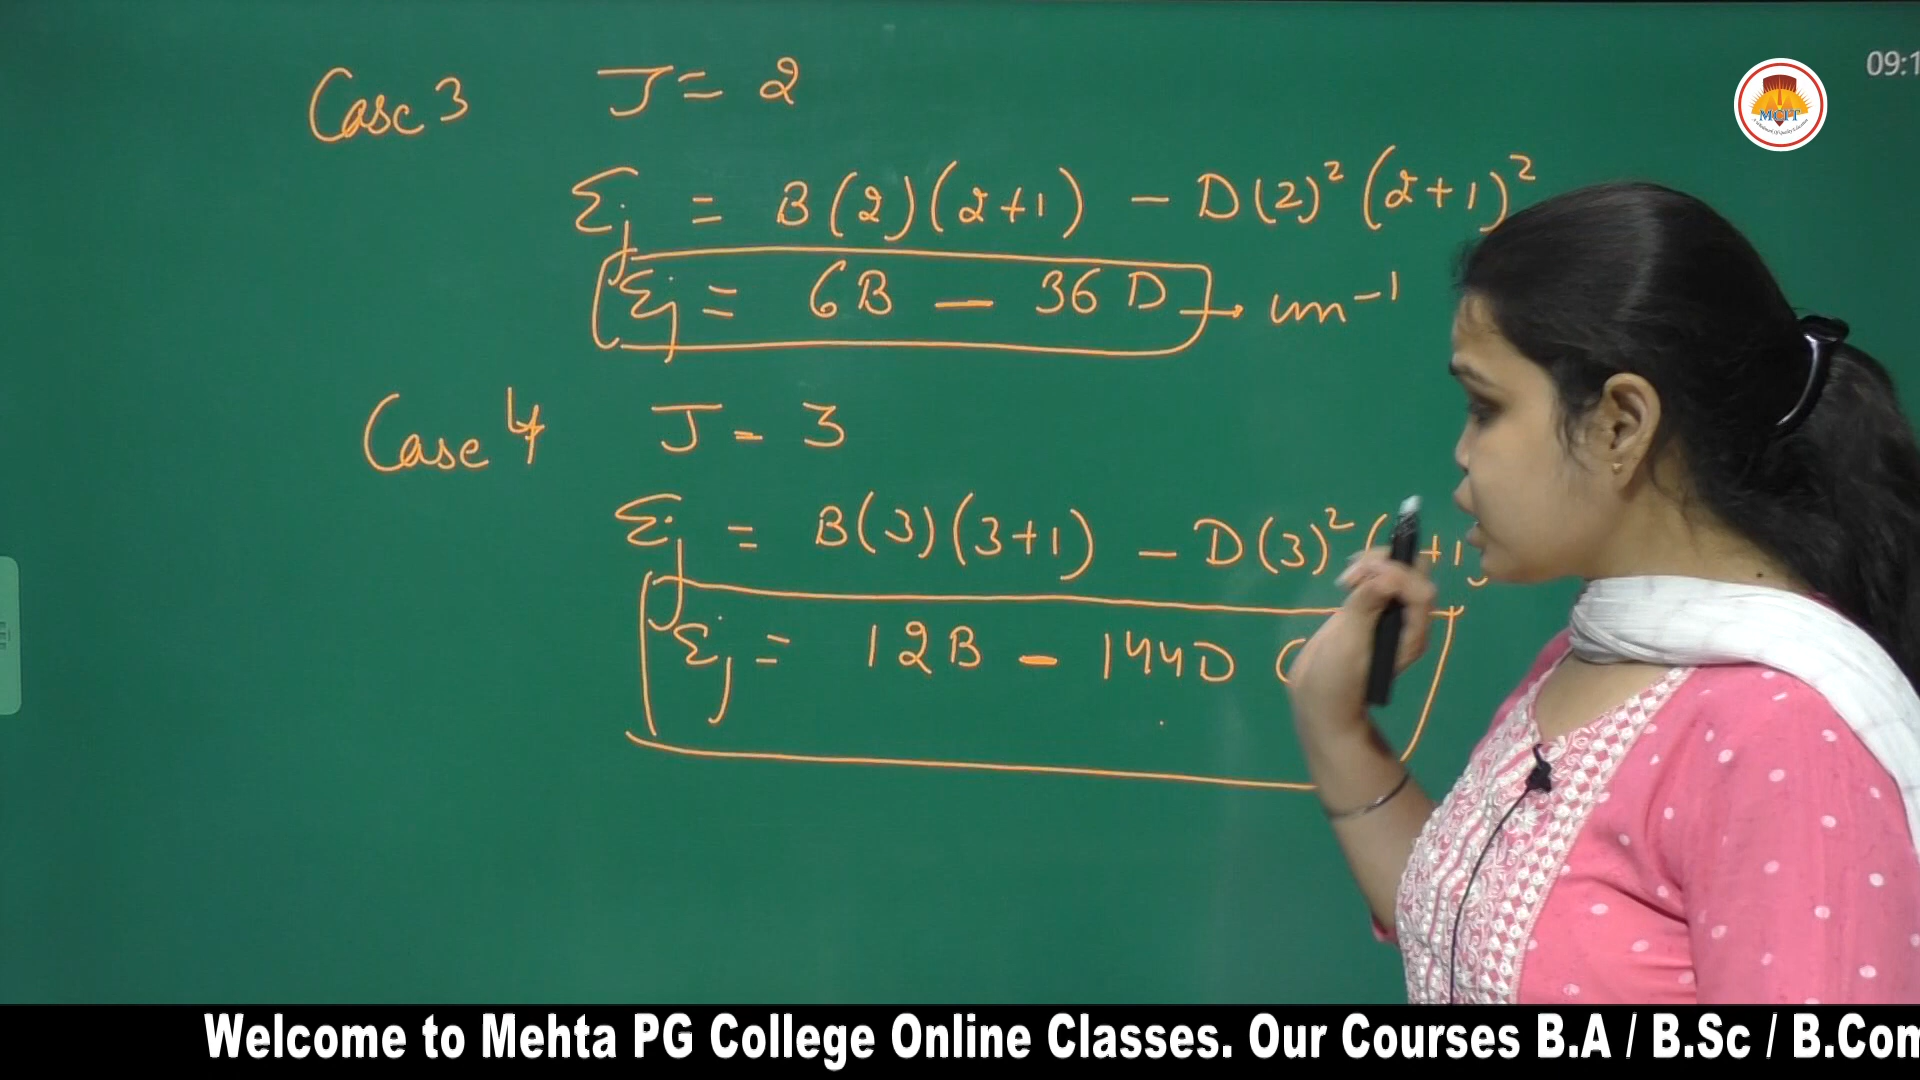 09:1
MCIT
Case 3 J = 2
Ej = B(2)(2+1) - D(2)²(2+1)²
Ej = 6B - 36D → cm⁻¹
Case 4 J = 3
Ej = B(3)(3+1) - D(3)²( +1)
Ej = 12B - 144D C
Welcome to Mehta PG College Online Classes. Our Courses B.A / B.Sc / B.Com